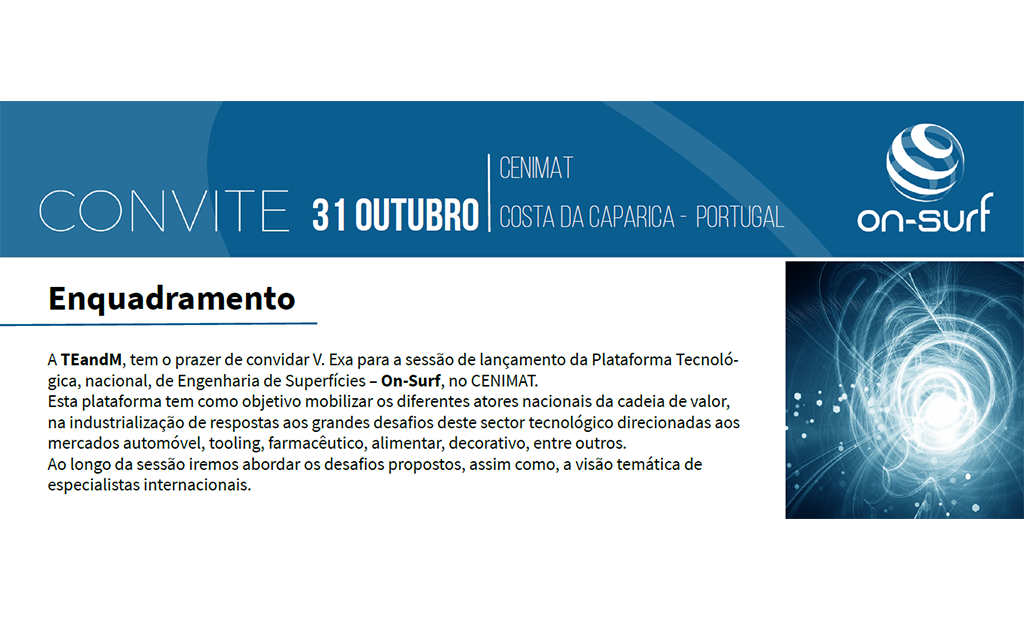 CONVITE
31 OUTUBRO
CENIMAT
COSTA DA CAPARICA - PORTUGAL
on-surf
Enquadramento
A TEandM, tem o prazer de convidar V. Exa para a sessão de lançamento da Plataforma Tecnoló-
gica, nacional, de Engenharia de Superfícies – On-Surf, no CENIMAT.
Esta plataforma tem como objetivo mobilizar os diferentes atores nacionais da cadeia de valor,
na industrialização de respostas aos grandes desafios deste sector tecnológico direcionadas aos
mercados automóvel, tooling, farmacêutico, alimentar, decorativo, entre outros.
Ao longo da sessão iremos abordar os desafios propostos, assim como, a visão temática de
especialistas internacionais.